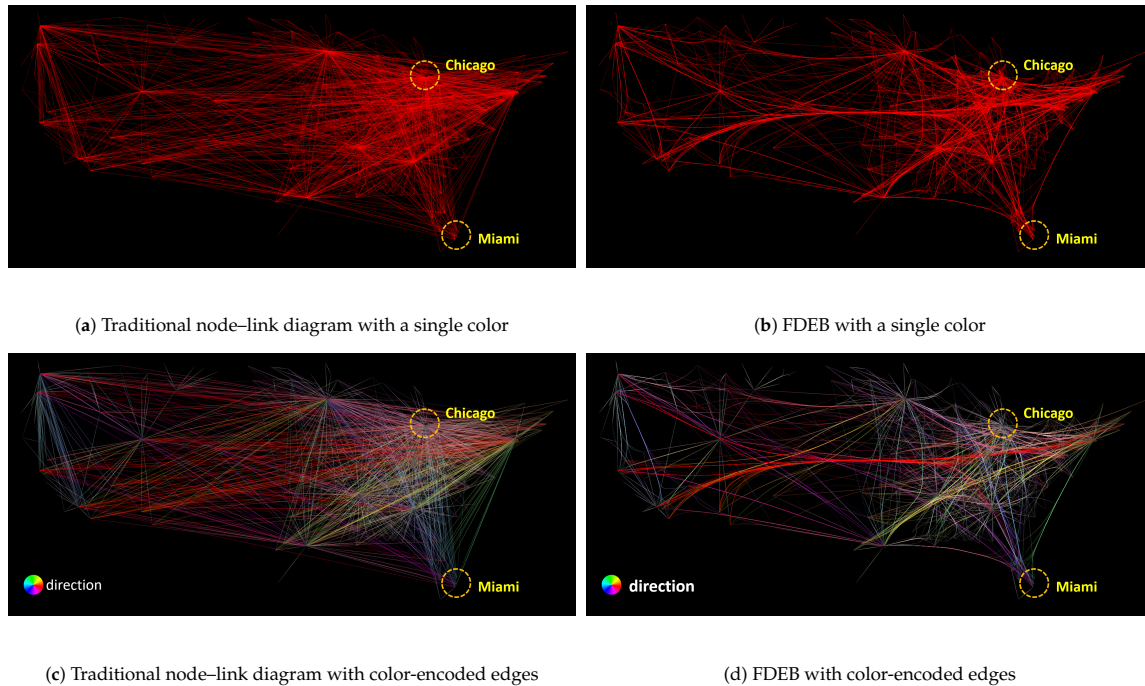 Chicago
Miami
Chicago
Miami
(a) Traditional node–link diagram with a single color
(b) FDEB with a single color
Chicago
direction
Miami
Chicago
direction
Miami
(c) Traditional node–link diagram with color-encoded edges
(d) FDEB with color-encoded edges